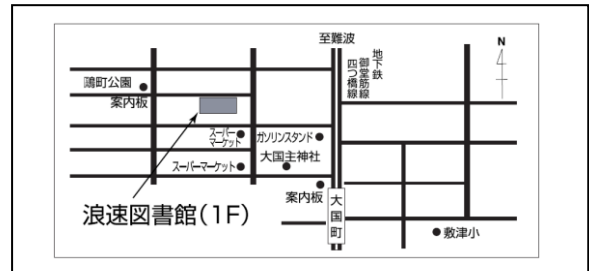 至難波
地下鉄
御堂筋線
四つ橋線
N
鴎町公園
案内板
スーパー
マーケット
ガソリンスタンド
大国主神社
スーパーマーケット
案内板
浪速図書館(1F)
大国町
敷津小